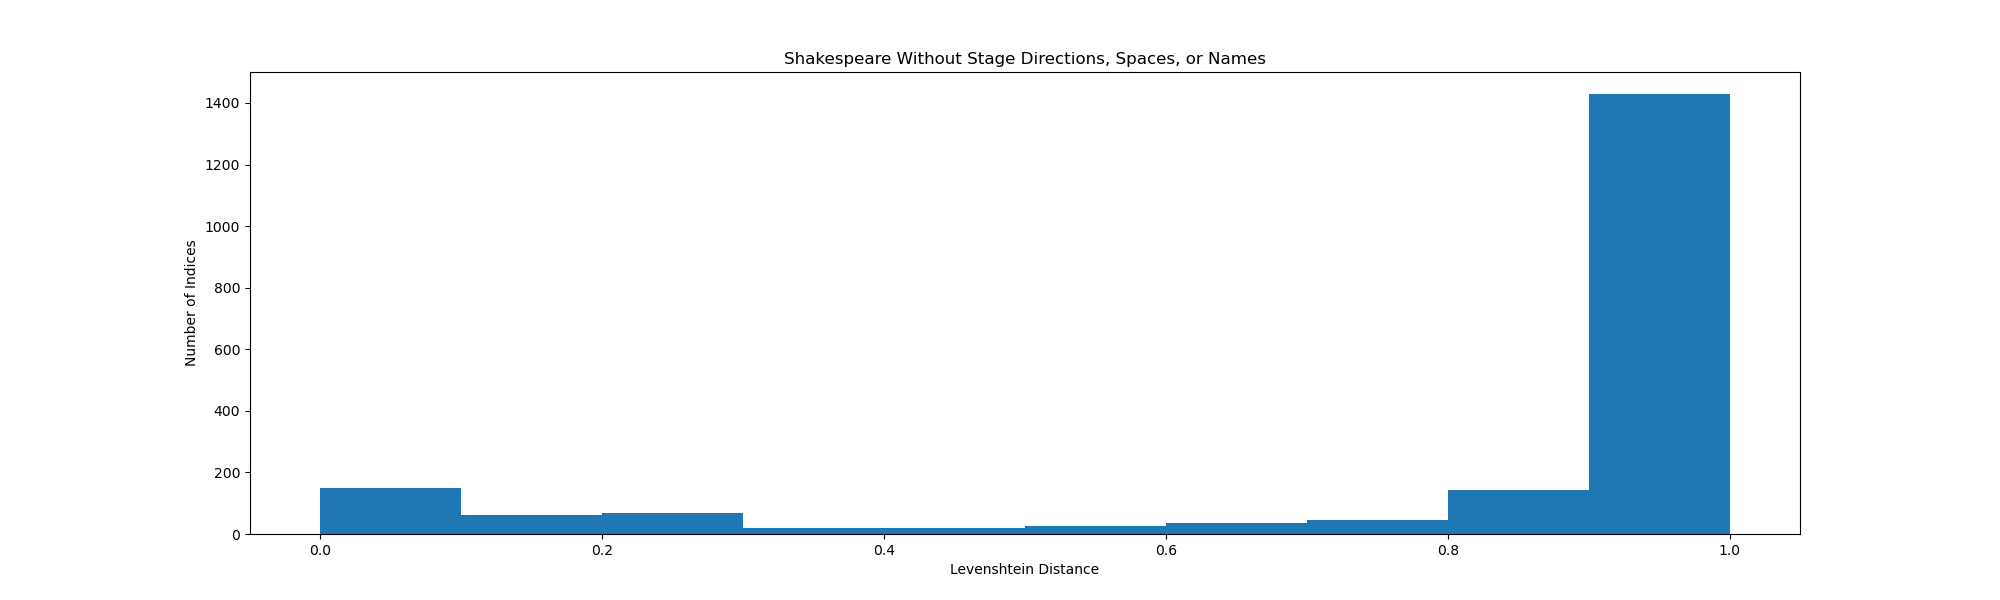 Shakespeare Without Stage Directions, Spaces, or Names
1400
1200
1000
800
600
400
200
0
Number of Indices
0.0 0.2 0.4 0.6 0.8 1.0
Levenshtein Distance